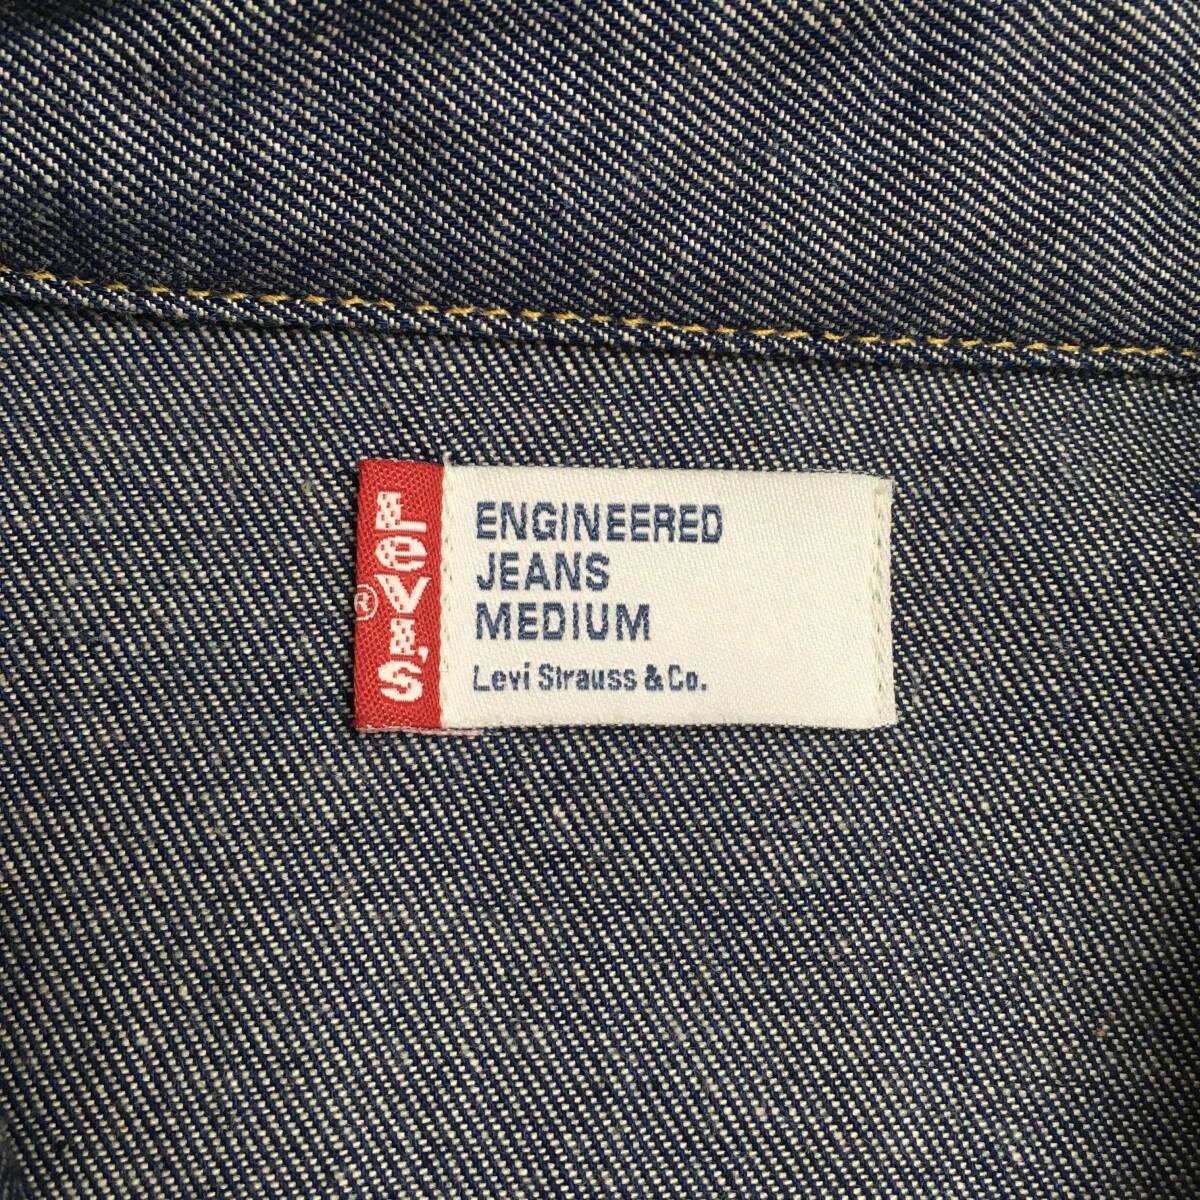 LEVI'S
®
ENGINEERED
JEANS
MEDIUM
Levi Strauss & Co.